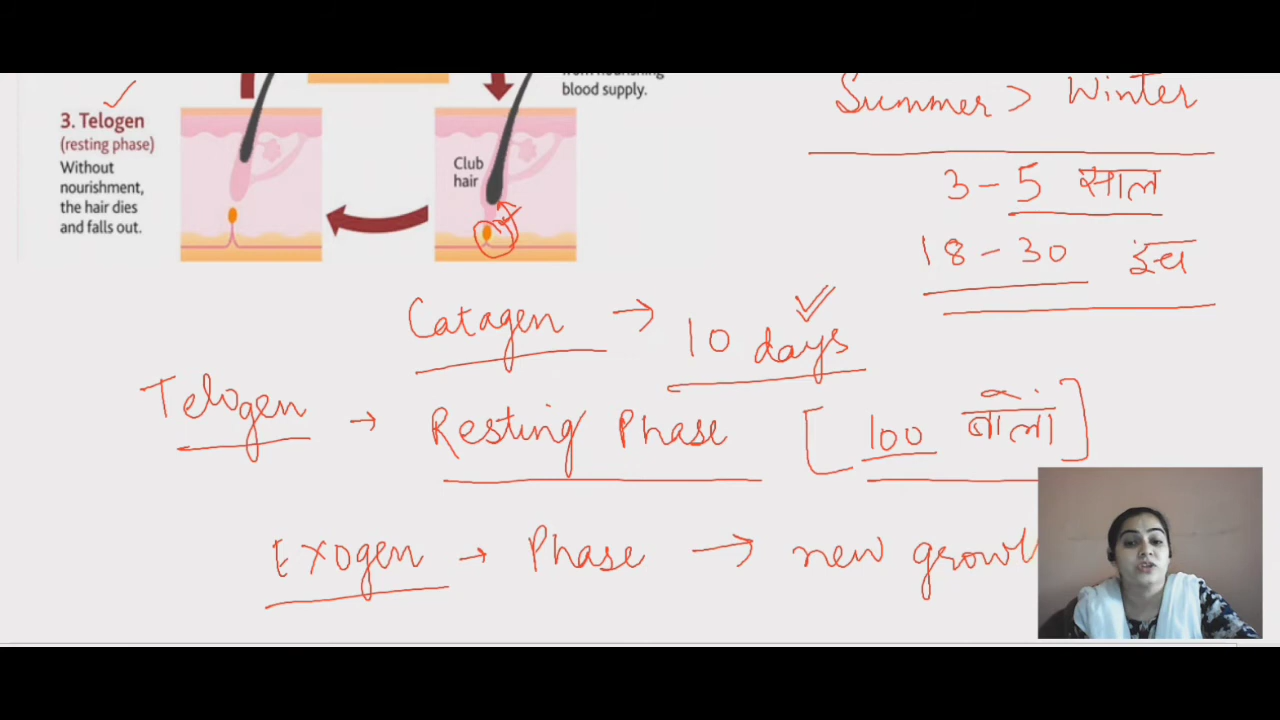 blood supply.
Summer > Winter
3. Telogen
(resting phase)
Without
nourishment,
the hair dies
and falls out.
Club
hair
3 - 5 साल
18 - 30 इंच
Catagen → 10 days
Telogen → Resting Phase [100 बालों]
Exogen → Phase → new growth